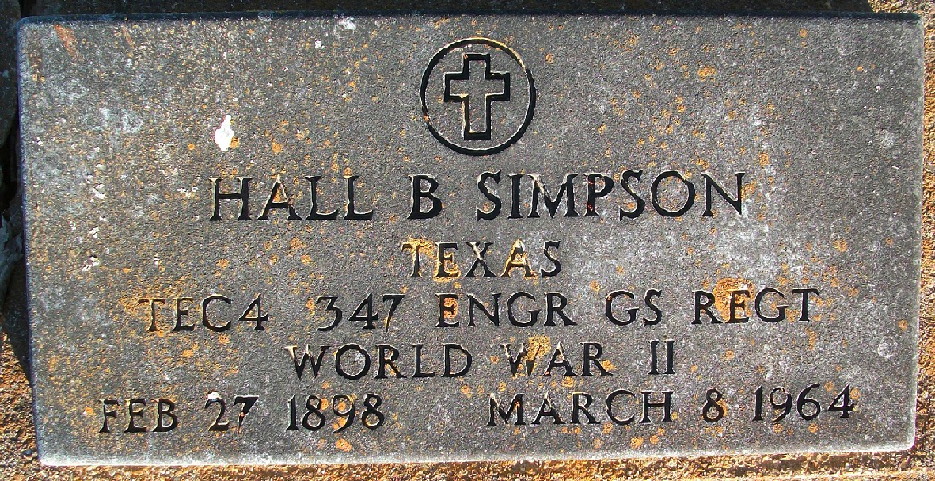 HALL B SIMPSON
TEXAS
TEC4 347 ENGR GS REGT
WORLD WAR II
FEB 27 1898 MARCH 8 1964